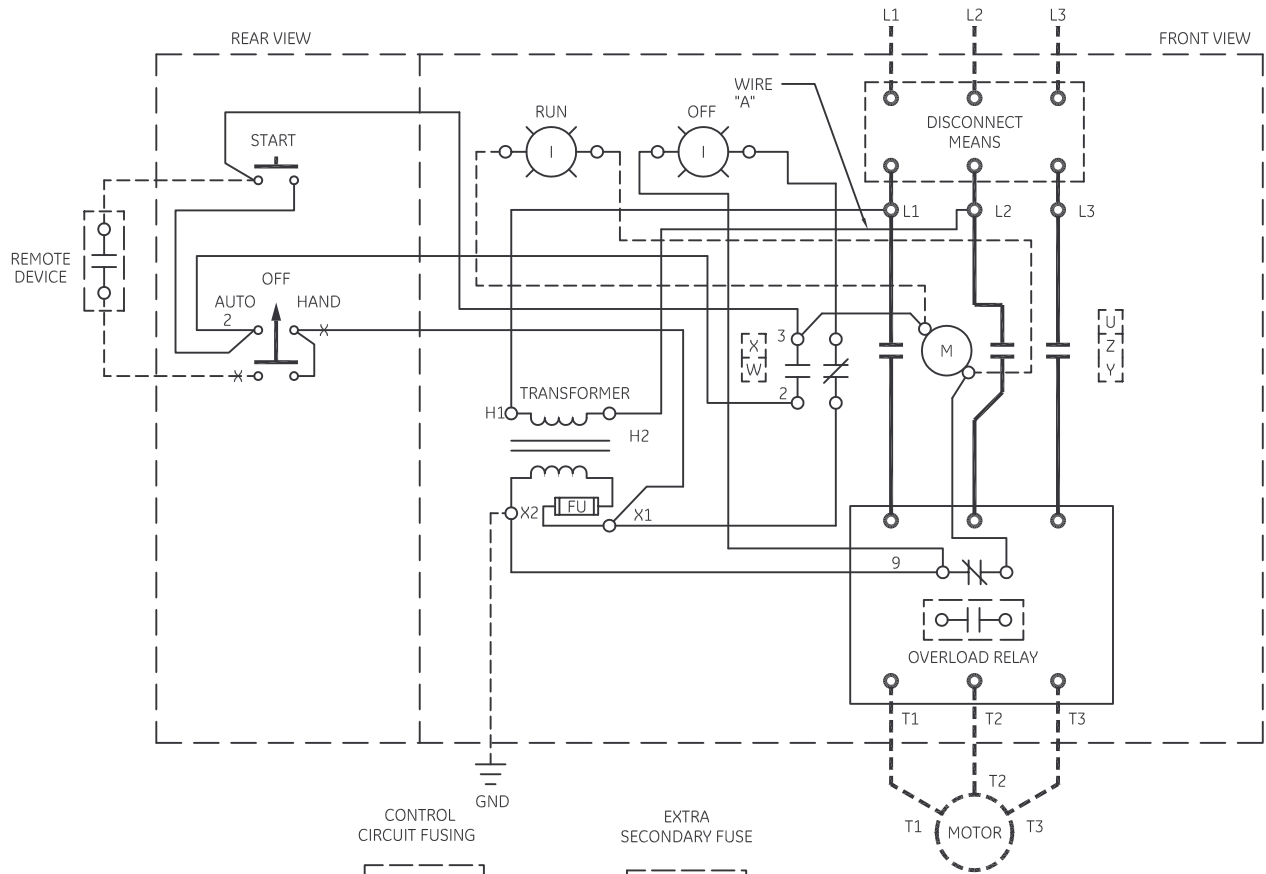 L1
L2
L3
REAR VIEW
FRONT VIEW
WIRE
"A"
RUN
OFF
DISCONNECT
MEANS
START
I
I
L1
L2
L3
REMOTE
DEVICE
OFF
AUTO
HAND
2
X
3
X
W
M
U
Z
Y
X
2
TRANSFORMER
H1
H2
FU
X2
X1
9
OVERLOAD RELAY
T1
T2
T3
GND
T2
T1
MOTOR
T3
CONTROL
CIRCUIT FUSING
EXTRA
SECONDARY FUSE